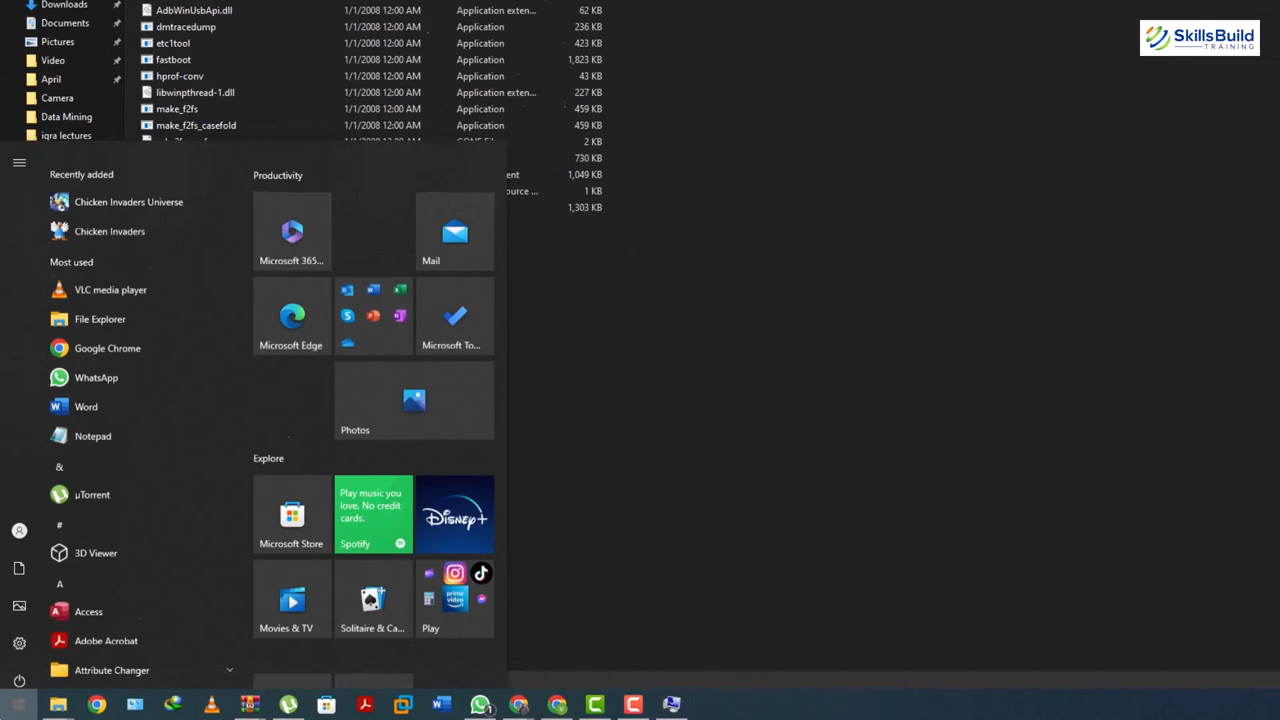 Downloads
Documents
Pictures
Video
April
Camera
Data Mining
iqra lectures
AdbWinUsbApi.dll 1/1/2008 12:00 AM Application exten... 62 KB
dmtracedump 1/1/2008 12:00 AM Application 236 KB
etc1tool 1/1/2008 12:00 AM Application 423 KB
fastboot 1/1/2008 12:00 AM Application 1,823 KB
hprof-conv 1/1/2008 12:00 AM Application 43 KB
libwinpthread-1.dll 1/1/2008 12:00 AM Application exten... 227 KB
make_f2fs 1/1/2008 12:00 AM Application 459 KB
make_f2fs_casefold 1/1/2008 12:00 AM Application 459 KB
2 KB
730 KB
1,049 KB
1 KB
1,303 KB
SkillsBuild
TRAINING
Recently added
Chicken Invaders Universe
Chicken Invaders
Most used
VLC media player
File Explorer
Google Chrome
WhatsApp
Word
Notepad
&
µTorrent
#
3D Viewer
A
Access
Adobe Acrobat
Attribute Changer
Productivity
Microsoft 365...
Mail
Microsoft Edge
Microsoft To...
Photos
Explore
Microsoft Store
Play music you
love. No credit
cards.
Spotify
Disney+
Movies & TV
Solitaire & Ca...
prime
video
Play
1